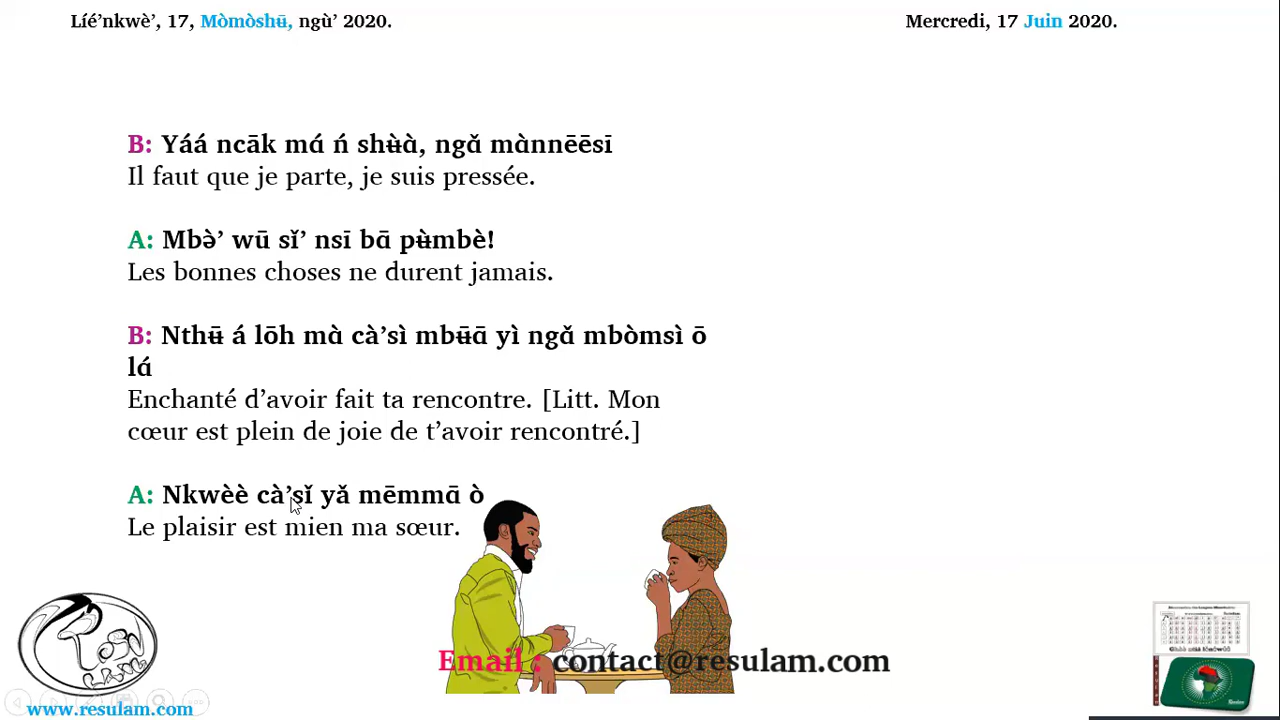 Líé’nkwè’, 17, Mòmòshʉ̄, ngù’ 2020.
Mercredi, 17 Juin 2020.
B: Yáá ncāk má ń shʉ̀à, ngǎ mànnēēsī
Il faut que je parte, je suis pressée.
A: Mbə̀’ wū sǐ’ nsī bā pʉ̀mbè!
Les bonnes choses ne durent jamais.
B: Nthʉ̄ á lōh mà cà’sì mbʉ̄ā yì ngǎ mbòmsì ō
lá
Enchanté d’avoir fait ta rencontre. [Litt. Mon
cœur est plein de joie de t’avoir rencontré.]
A: Nkwèè cà’sǐ yǎ mēmmā ò
Le plaisir est mien ma sœur.
Email : contact@resulam.com
www.resulam.com